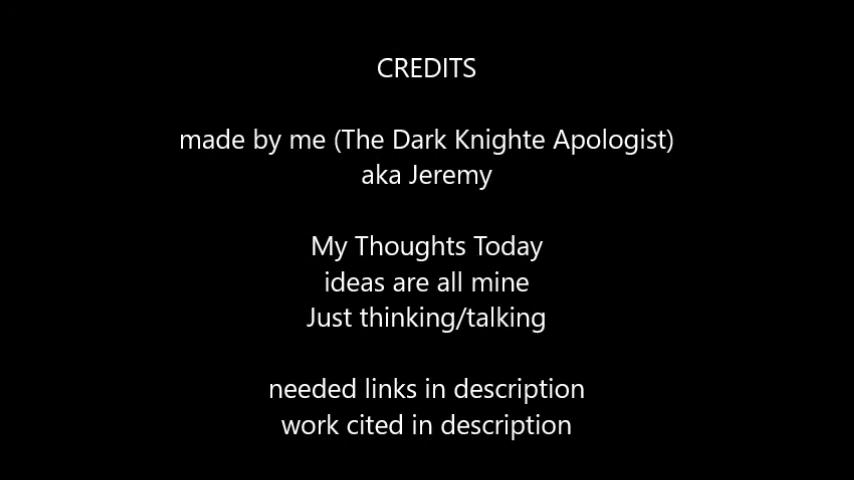 CREDITS
made by me (The Dark Knighte Apologist)
aka Jeremy
My Thoughts Today
ideas are all mine
Just thinking/talking
needed links in description
work cited in description